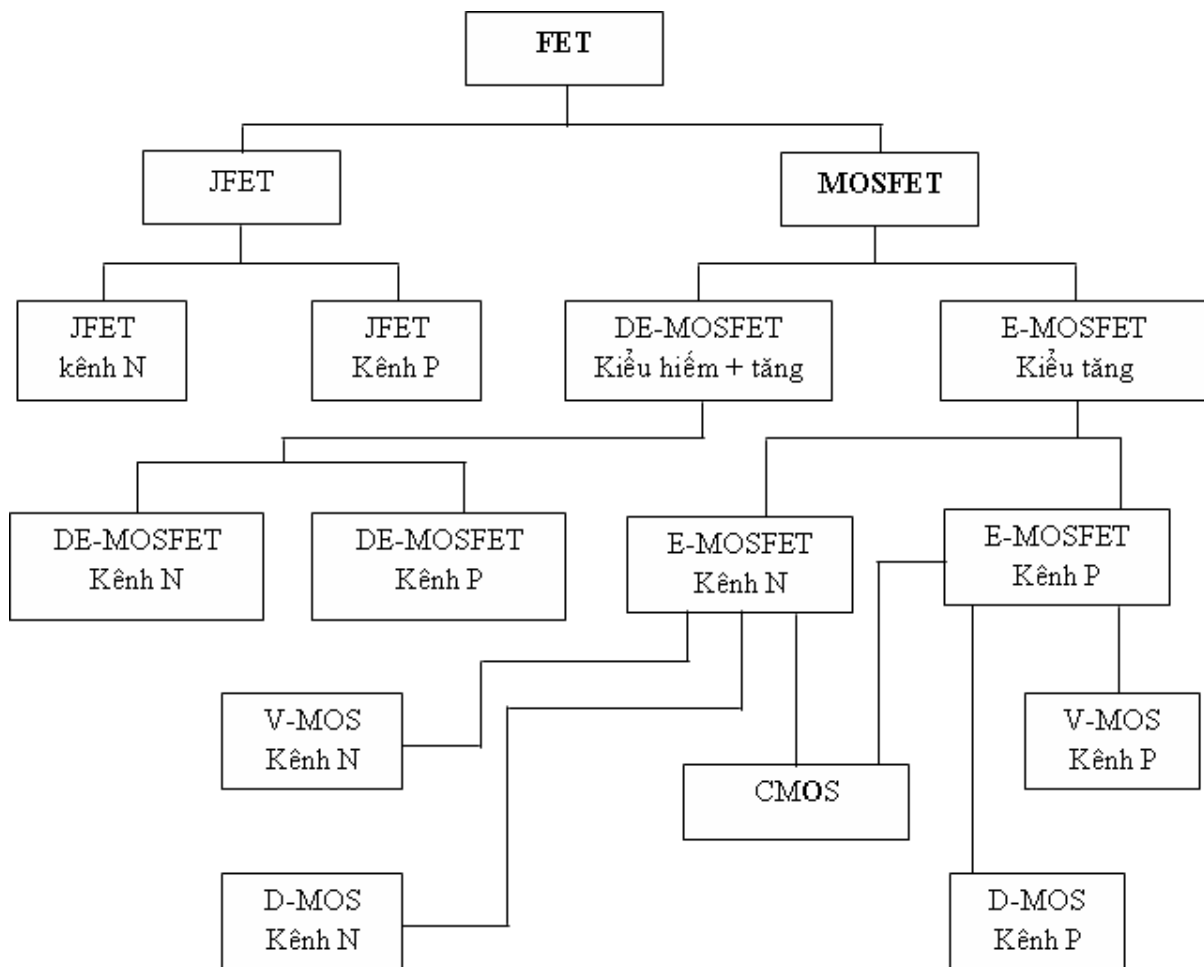 FET
JFET
MOSFET
JFET
kênh N
JFET
Kênh P
DE-MOSFET
Kiểu hiếm + tăng
E-MOSFET
Kiểu tăng
DE-MOSFET
Kênh N
DE-MOSFET
Kênh P
E-MOSFET
Kênh N
E-MOSFET
Kênh P
V-MOS
Kênh N
CMOS
V-MOS
Kênh P
D-MOS
Kênh N
D-MOS
Kênh P